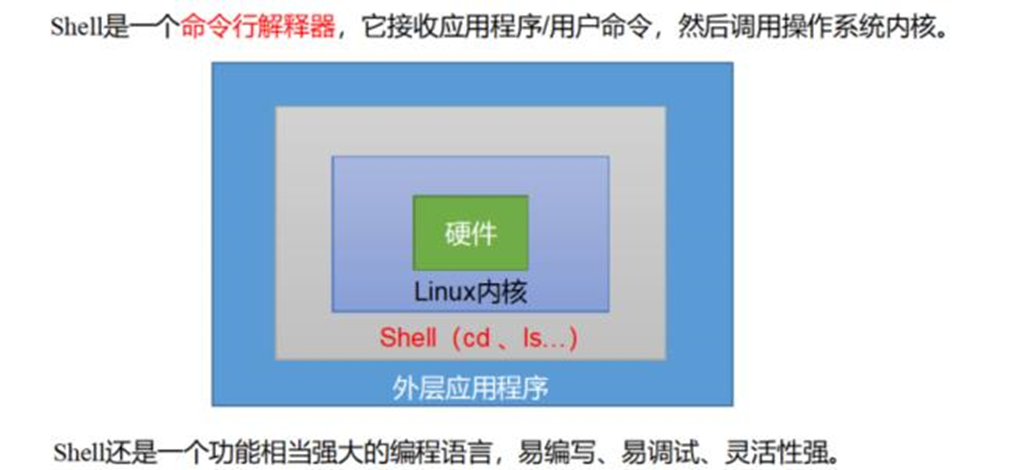 Shell是一个命令行解释器，它接收应用程序/用户命令，然后调用操作系统内核。
硬件
Linux内核
Shell（cd 、ls...）
外层应用程序
Shell还是一个功能相当强大的编程语言，易编写、易调试、灵活性强。